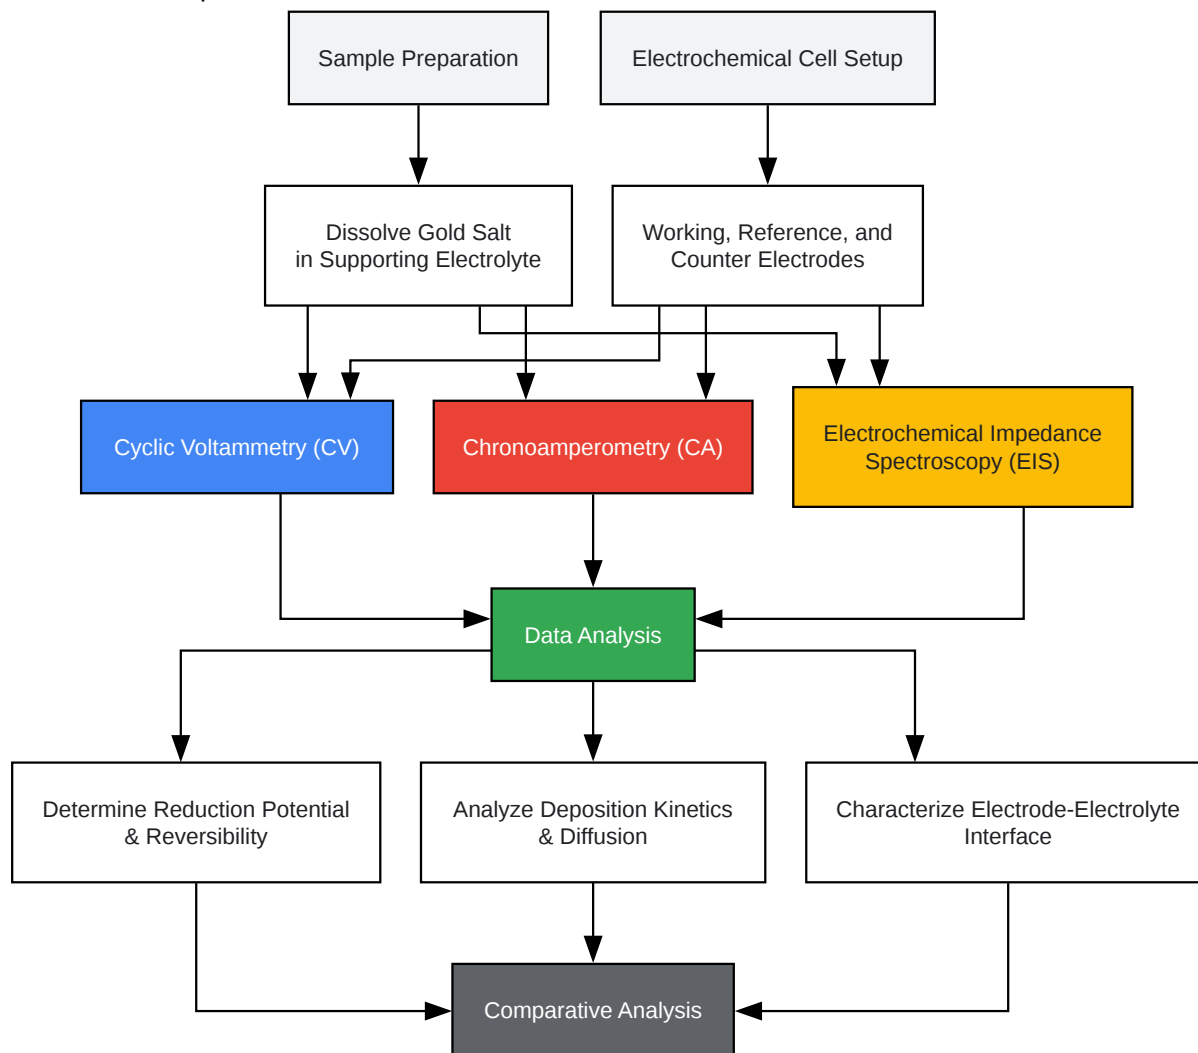 Sample Preparation
Electrochemical Cell Setup
Dissolve Gold Salt
in Supporting Electrolyte
Working, Reference, and
Counter Electrodes
Cyclic Voltammetry (CV)
Chronoamperometry (CA)
Electrochemical Impedance
Spectroscopy (EIS)
Data Analysis
Determine Reduction Potential
& Reversibility
Analyze Deposition Kinetics
& Diffusion
Characterize Electrode-Electrolyte
Interface
Comparative Analysis